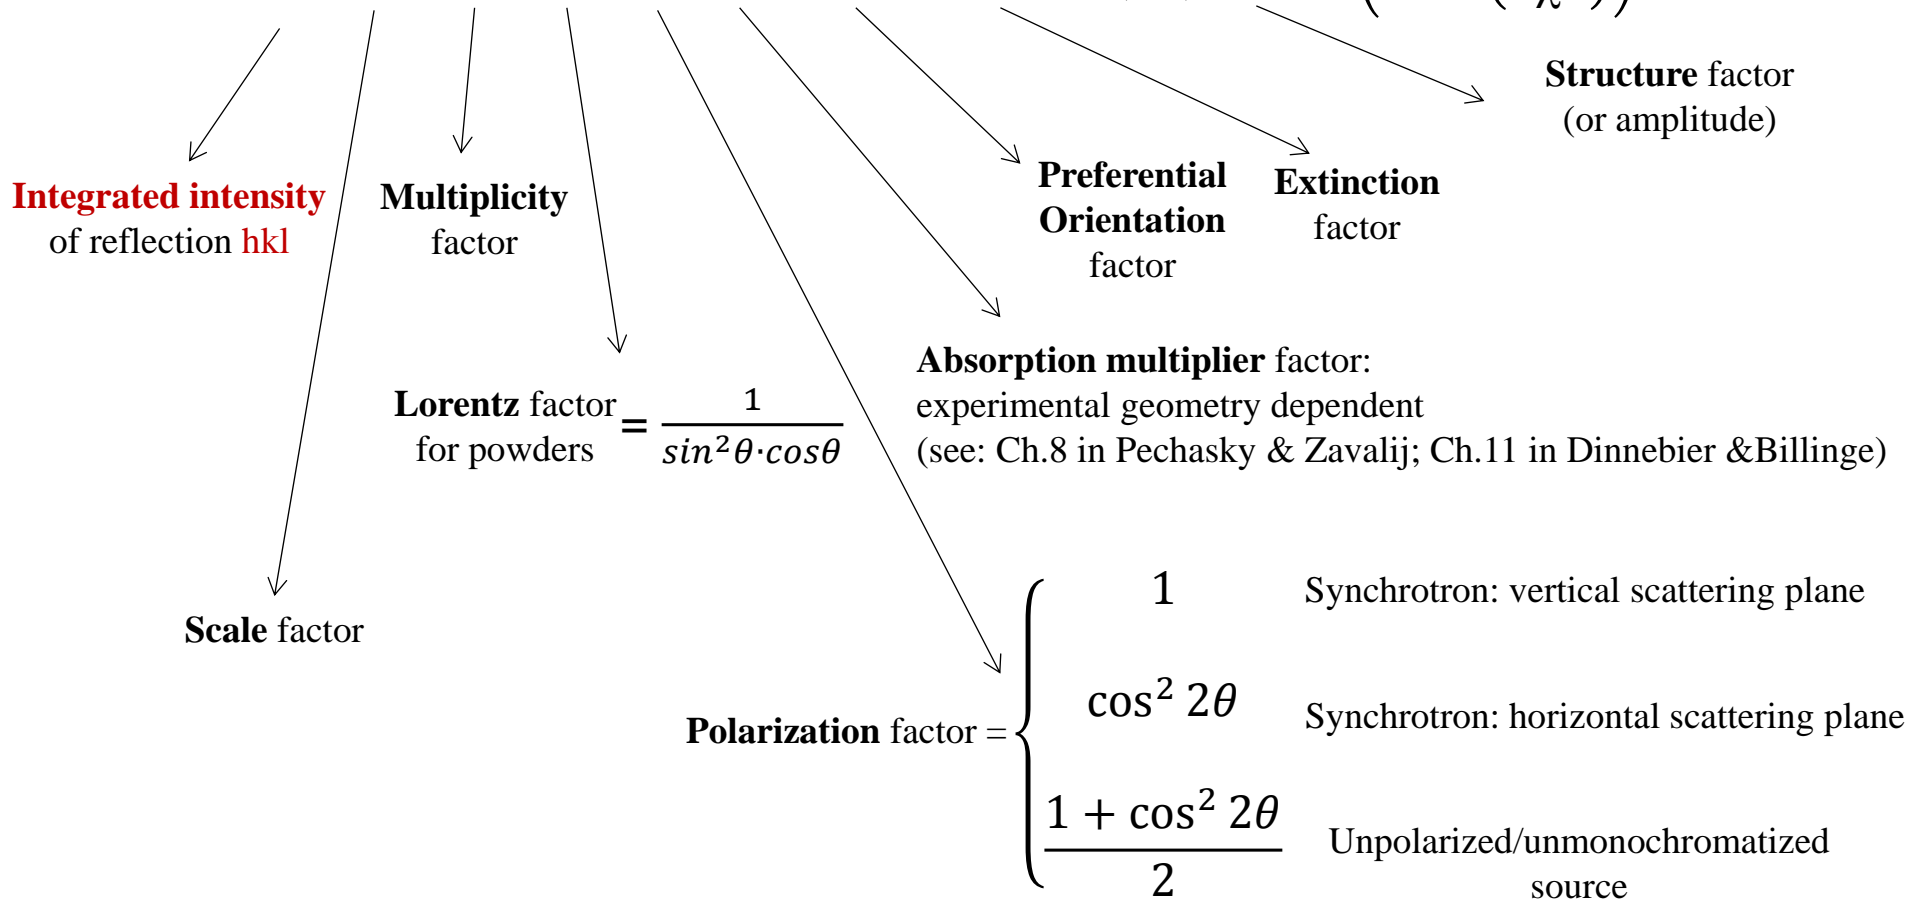 Structure factor
(or amplitude)
Integrated intensity
of reflection hkl
Multiplicity
factor
Preferential
Orientation
factor
Extinction
factor
Lorentz factor
for powders
= 1 / sin²θ·cosθ
Absorption multiplier factor:
experimental geometry dependent
(see: Ch.8 in Pechasky & Zavalij; Ch.11 in Dinnebier &Billinge)
Scale factor
Polarization factor =
1 Synchrotron: vertical scattering plane
cos² 2θ Synchrotron: horizontal scattering plane
1 + cos² 2θ / 2 Unpolarized/unmonochromatized
source